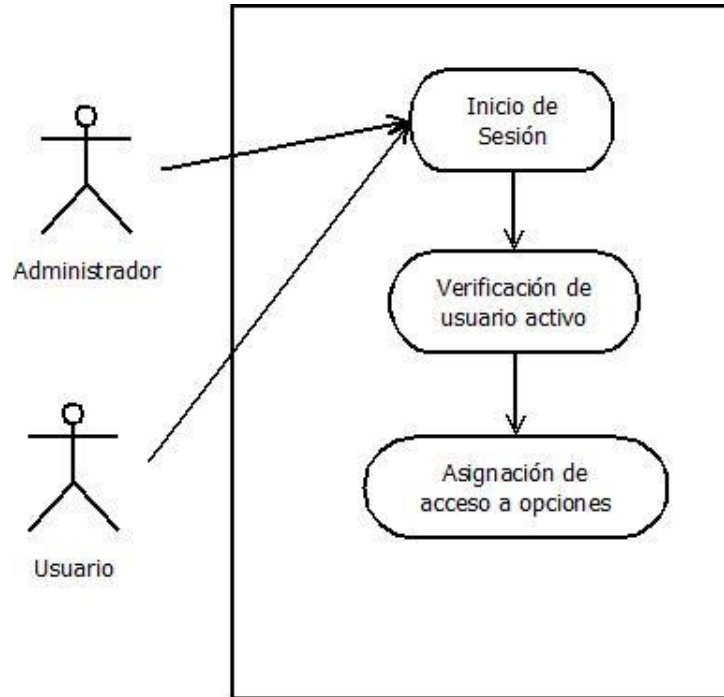 Inicio de
Sesión
Administrador
Verificación de
usuario activo
Asignación de
acceso a opciones
Usuario